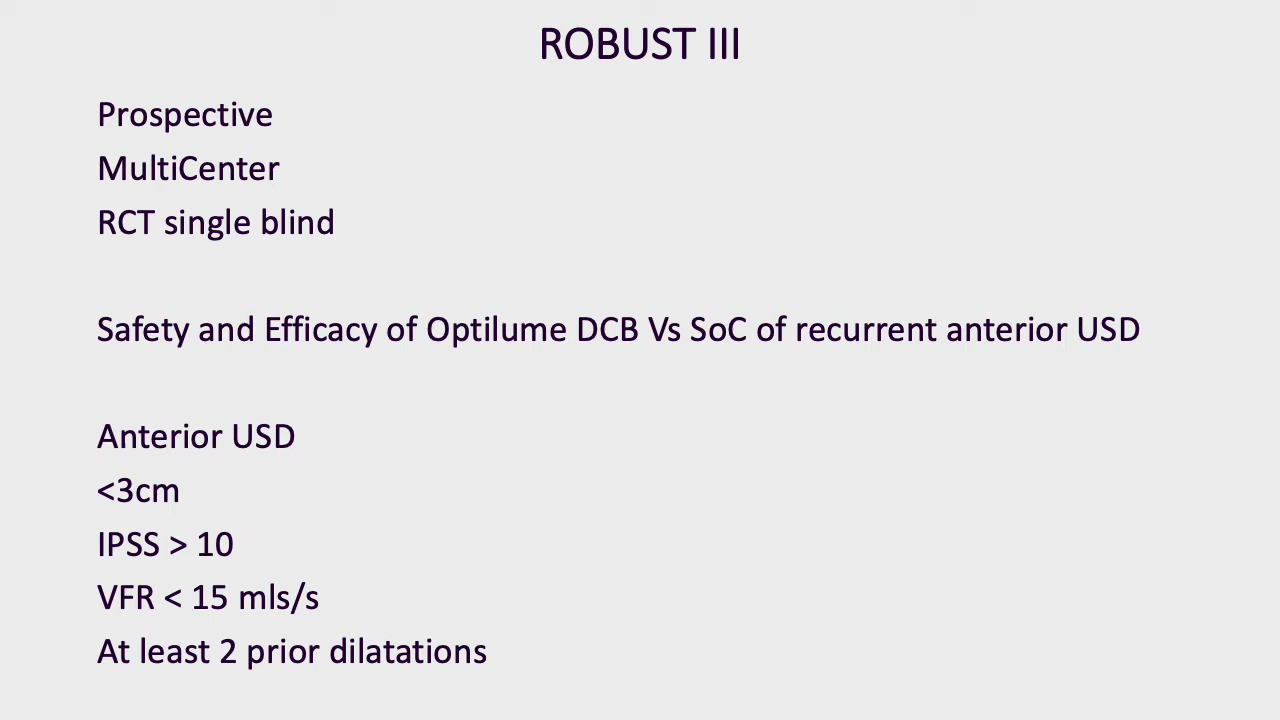 ROBUST III
Prospective
MultiCenter
RCT single blind
Safety and Efficacy of Optilume DCB Vs SoC of recurrent anterior USD
Anterior USD
<3cm
IPSS > 10
VFR < 15 mls/s
At least 2 prior dilatations